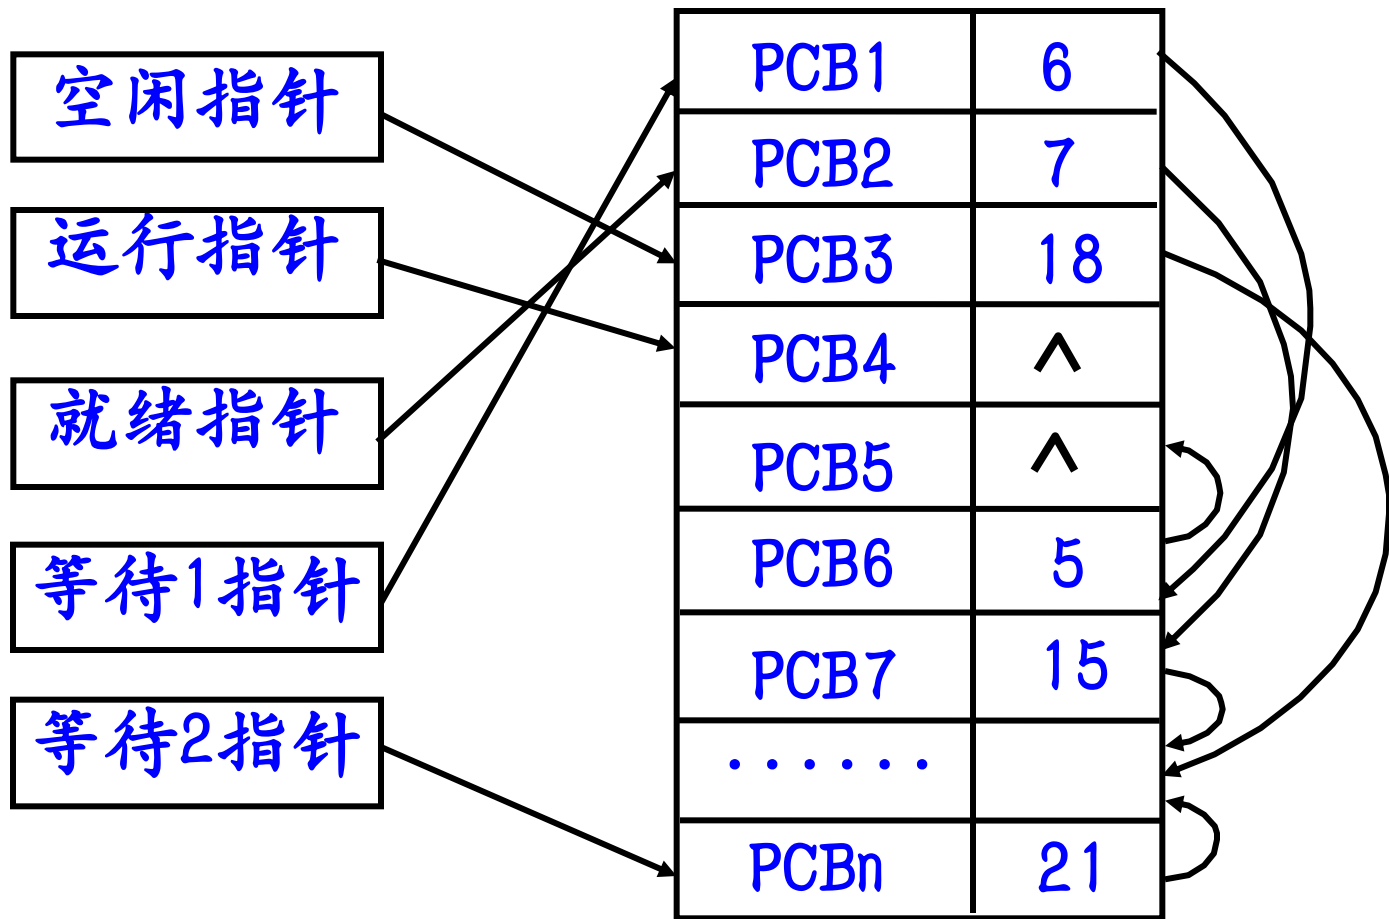 空闲指针
运行指针
就绪指针
等待1指针
等待2指针
PCB1 6
PCB2 7
PCB3 18
PCB4 ∧
PCB5 ∧
PCB6 5
PCB7 15
······
PCBn 21